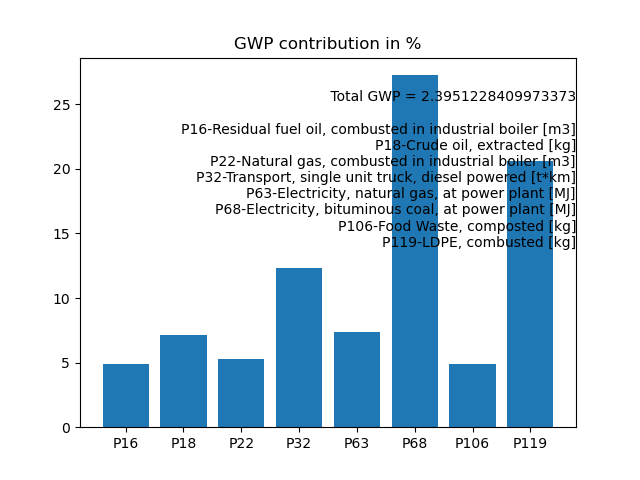 GWP contribution in %
Total GWP = 2.3951228409973373
P16-Residual fuel oil, combusted in industrial boiler [m3]
P18-Crude oil, extracted [kg]
P22-Natural gas, combusted in industrial boiler [m3]
P32-Transport, single unit truck, diesel powered [t*km]
P63-Electricity, natural gas, at power plant [MJ]
P68-Electricity, bituminous coal, at power plant [MJ]
P106-Food Waste, composted [kg]
P119-LDPE, combusted [kg]
25
20
15
10
5
0
P16 P18 P22 P32 P63 P68 P106 P119